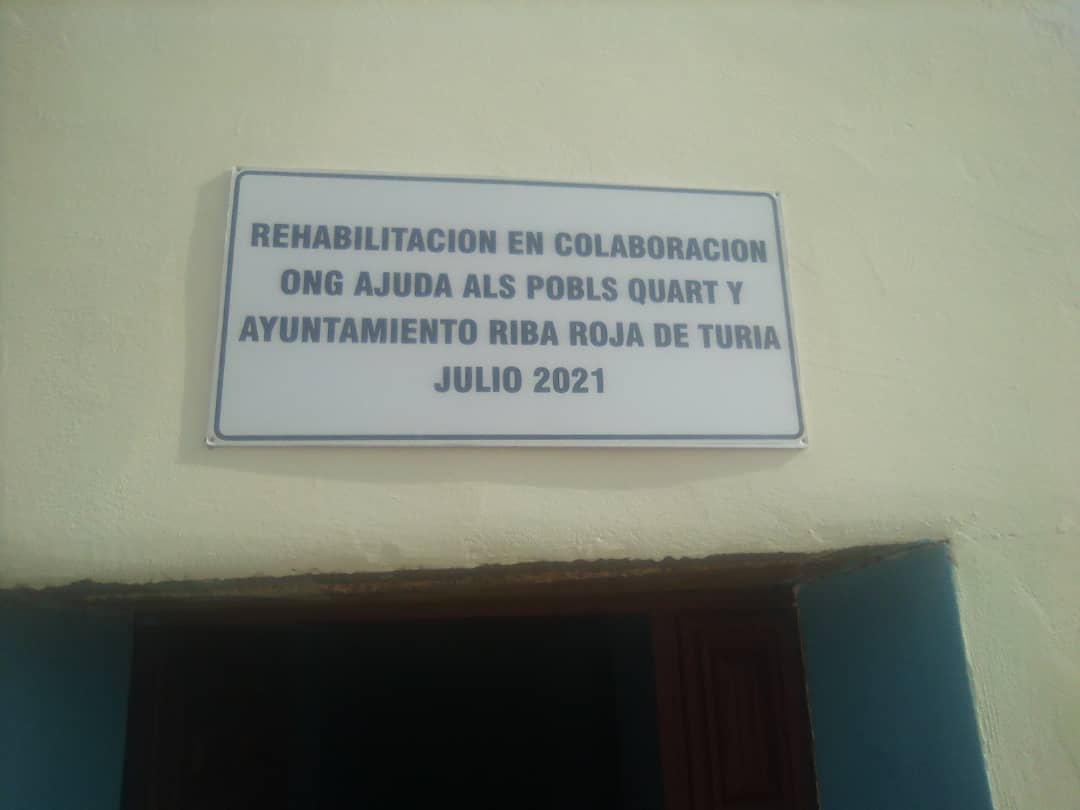 REHABILITACION EN COLABORACION
ONG AJUDA ALS POBLS QUART Y
AYUNTAMIENTO RIBA ROJA DE TURIA
JULIO 2021